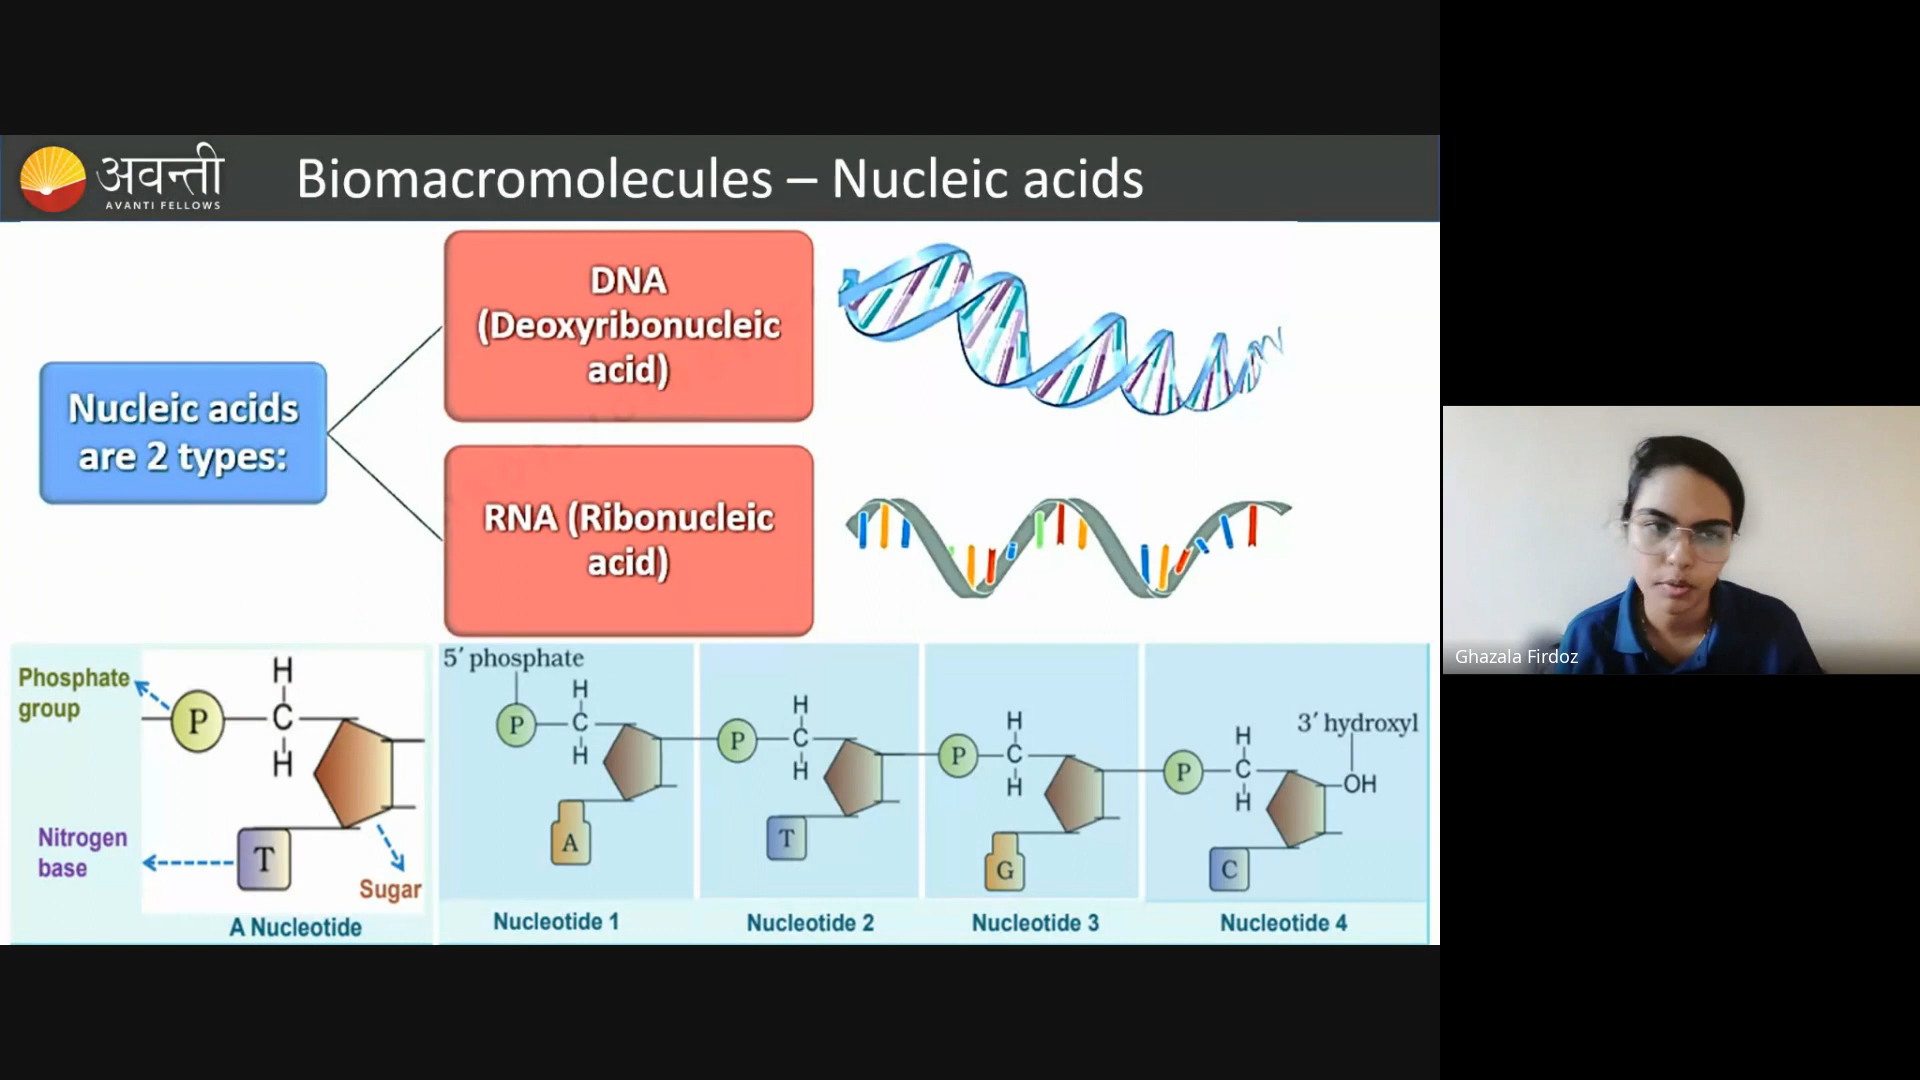 अवन्ती
AVANTI FELLOWS
Biomacromolecules – Nucleic acids
Nucleic acids
are 2 types:
DNA
(Deoxyribonucleic
acid)
RNA (Ribonucleic
acid)
Phosphate
group
P
H
C
H
Nitrogen
base
T
Sugar
A Nucleotide
5′ phosphate
P
H
C
H
A
Nucleotide 1
P
H
C
H
T
Nucleotide 2
P
H
C
H
G
Nucleotide 3
3′ hydroxyl
P
H
C
H
OH
C
Nucleotide 4
Ghazala Firdoz